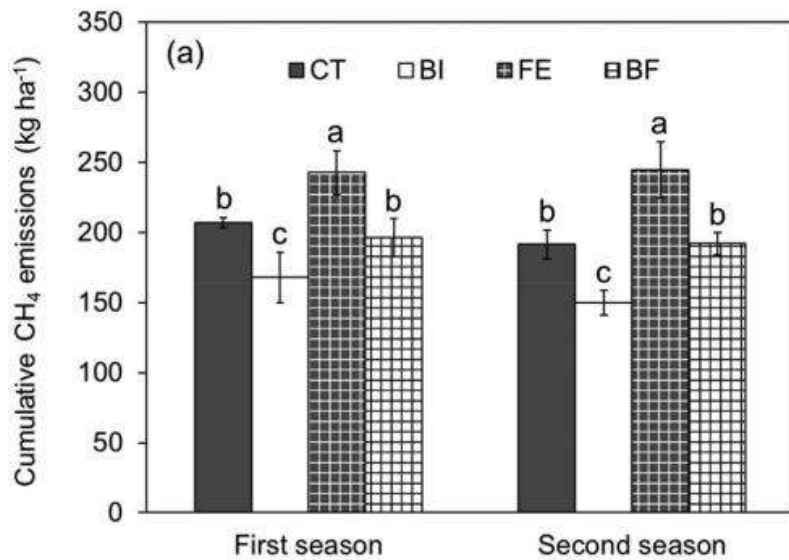 Cumulative CH₄ emissions (kg ha⁻¹)
350
300
250
200
150
100
50
0
(a)
CT BI FE BF
b c a b
b c a b
First season Second season